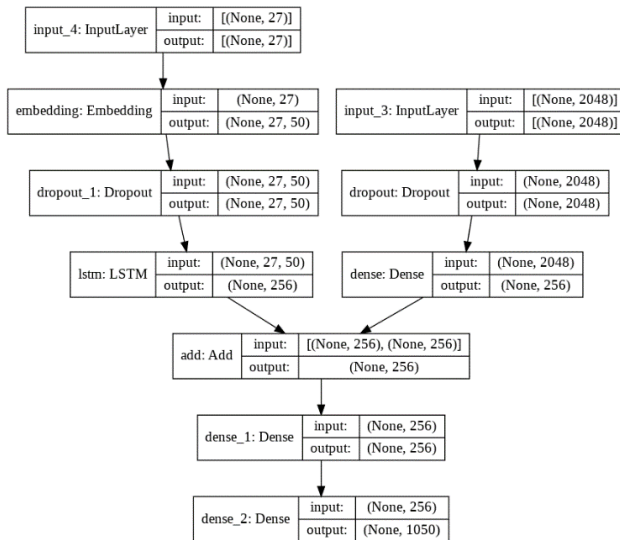 input_4: InputLayer
input: [(None, 27)]
output: [(None, 27)]
embedding: Embedding
input: (None, 27)
output: (None, 27, 50)
input_3: InputLayer
input: [(None, 2048)]
output: [(None, 2048)]
dropout_1: Dropout
input: (None, 27, 50)
output: (None, 27, 50)
dropout: Dropout
input: (None, 2048)
output: (None, 2048)
lstm: LSTM
input: (None, 27, 50)
output: (None, 256)
dense: Dense
input: (None, 2048)
output: (None, 256)
add: Add
input: [(None, 256), (None, 256)]
output: (None, 256)
dense_1: Dense
input: (None, 256)
output: (None, 256)
dense_2: Dense
input: (None, 256)
output: (None, 1050)